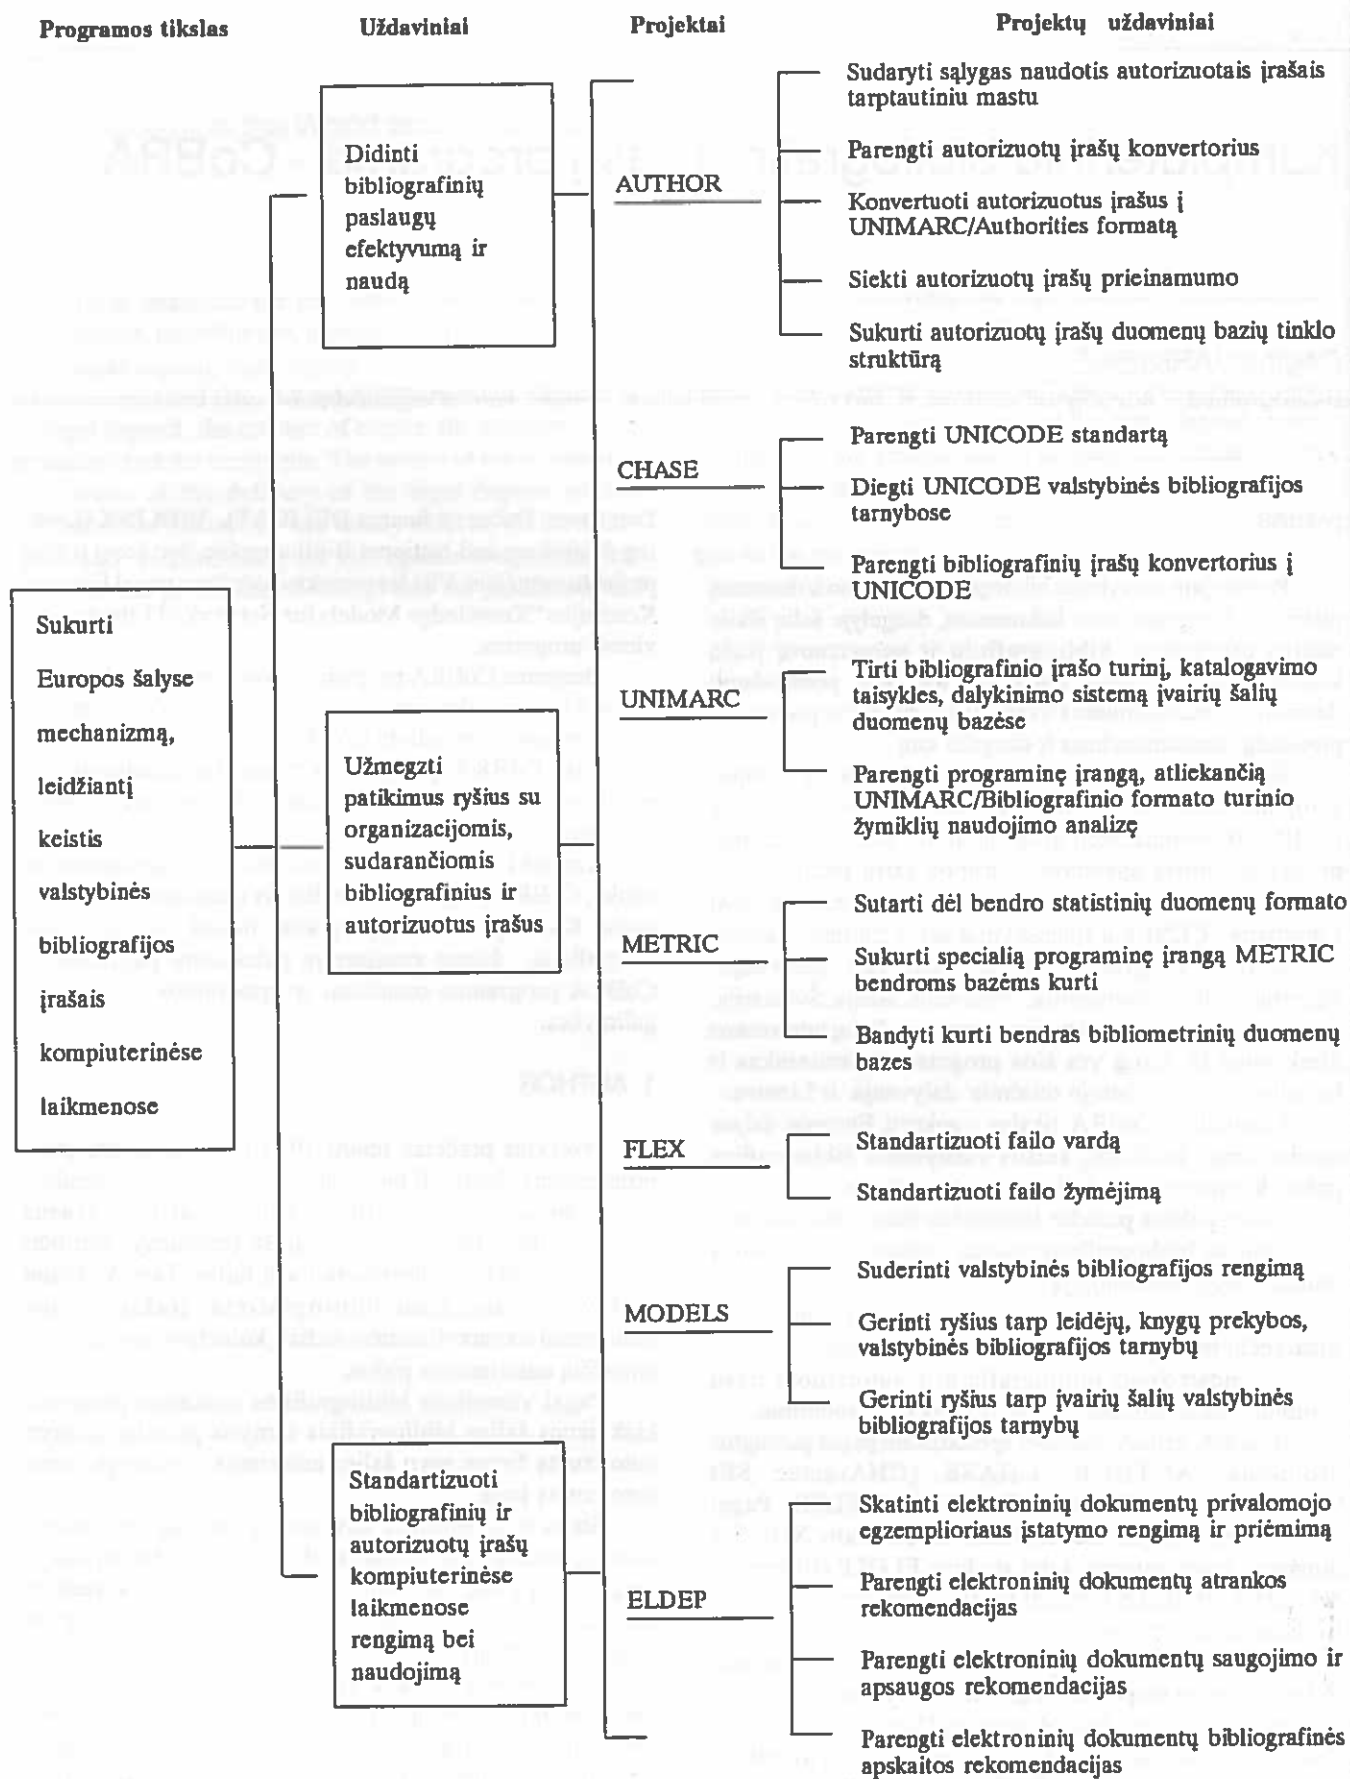 Programos tikslas
Uždaviniai
Projektai
Projektų uždaviniai
Sukurti
Europos šalyse
mechanizmą,
leidžiantį
keistis
valstybinės
bibliografijos
įrašais
kompiuterinėse
laikmenose
Didinti
bibliografinių
paslaugų
efektyvumą ir
naudą
Užmegzti
patikimus ryšius su
organizacijomis,
sudarančiomis
bibliografinius ir
autorizuotus įrašus
Standartizuoti
bibliografinių ir
autorizuotų įrašų
kompiuterinėse
laikmenose
rengimą bei
naudojimą
AUTHOR
Sudaryti sąlygas naudotis autorizuotais įrašais
tarptautiniu mastu
Parengti autorizuotų įrašų konvertorius
Konvertuoti autorizuotus įrašus į
UNIMARC/Authorities formatą
Siekti autorizuotų įrašų prieinamumo
Sukurti autorizuotų įrašų duomenų bazių tinklo
struktūrą
CHASE
Parengti UNICODE standartą
Diegti UNICODE valstybinės bibliografijos
tarnybose
Parengti bibliografinių įrašų konvertorius į
UNICODE
UNIMARC
Tirti bibliografinio įrašo turinį, katalogavimo
taisykles, dalykinimo sistemą įvairių šalių
duomenų bazėse
Parengti programinę įrangą, atliekančią
UNIMARC/Bibliografinio formato turinio
žymiklių naudojimo analizę
METRIC
Sutarti dėl bendro statistinių duomenų formato
Sukurti specialią programinę įrangą METRIC
bendroms bazėms kurti
Bandyti kurti bendras bibliometrinių duomenų
bazes
FLEX
Standartizuoti failo vardą
Standartizuoti failo žymėjimą
MODELS
Suderinti valstybinės bibliografijos rengimą
Gerinti ryšius tarp leidėjų, knygų prekybos,
valstybinės bibliografijos tarnybų
Gerinti ryšius tarp įvairių šalių valstybinės
bibliografijos tarnybų
ELDEP
Skatinti elektroninių dokumentų privalomojo
egzemplioriaus įstatymo rengimą ir priėmimą
Parengti elektroninių dokumentų atrankos
rekomendacijas
Parengti elektroninių dokumentų saugojimo ir
apsaugos rekomendacijas
Parengti elektroninių dokumentų bibliografinės
apskaitos rekomendacijas